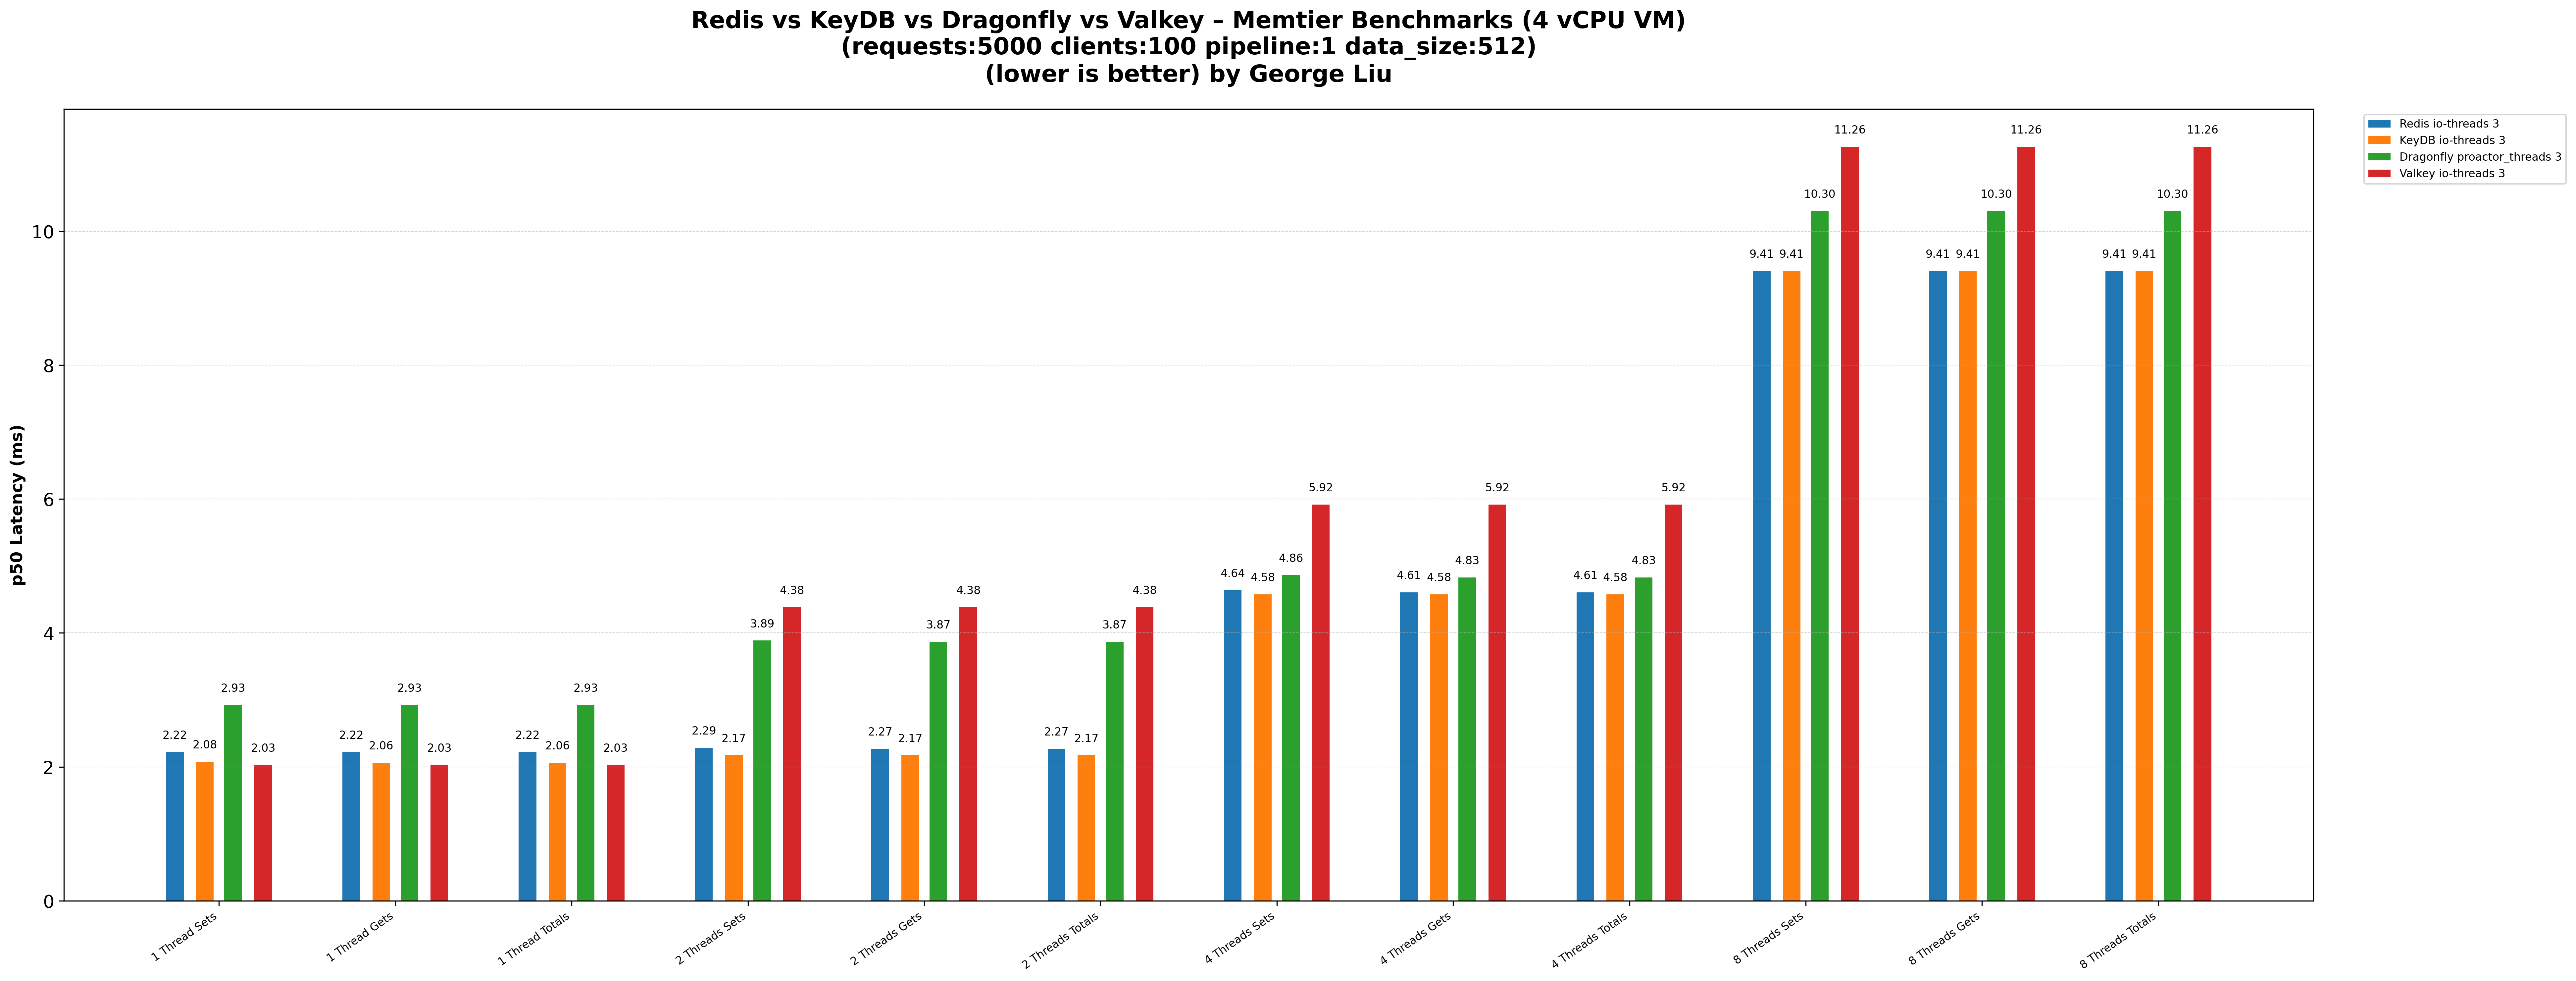 Redis vs KeyDB vs Dragonfly vs Valkey – Memtier Benchmarks (4 vCPU VM)
(requests:5000 clients:100 pipeline:1 data_size:512)
(lower is better) by George Liu
Redis io-threads 3
KeyDB io-threads 3
Dragonfly proactor_threads 3
Valkey io-threads 3
p50 Latency (ms)
10
8
6
4
2
0
2.22 2.08 2.93 2.03
2.22 2.06 2.93 2.03
2.22 2.06 2.93 2.03
2.29 2.17 3.89 4.38
2.27 2.17 3.87 4.38
2.27 2.17 3.87 4.38
4.64 4.58 4.86 5.92
4.61 4.58 4.83 5.92
4.61 4.58 4.83 5.92
9.41 9.41 10.30 11.26
9.41 9.41 10.30 11.26
9.41 9.41 10.30 11.26
1 Thread Sets
1 Thread Gets
1 Thread Totals
2 Threads Sets
2 Threads Gets
2 Threads Totals
4 Threads Sets
4 Threads Gets
4 Threads Totals
8 Threads Sets
8 Threads Gets
8 Threads Totals